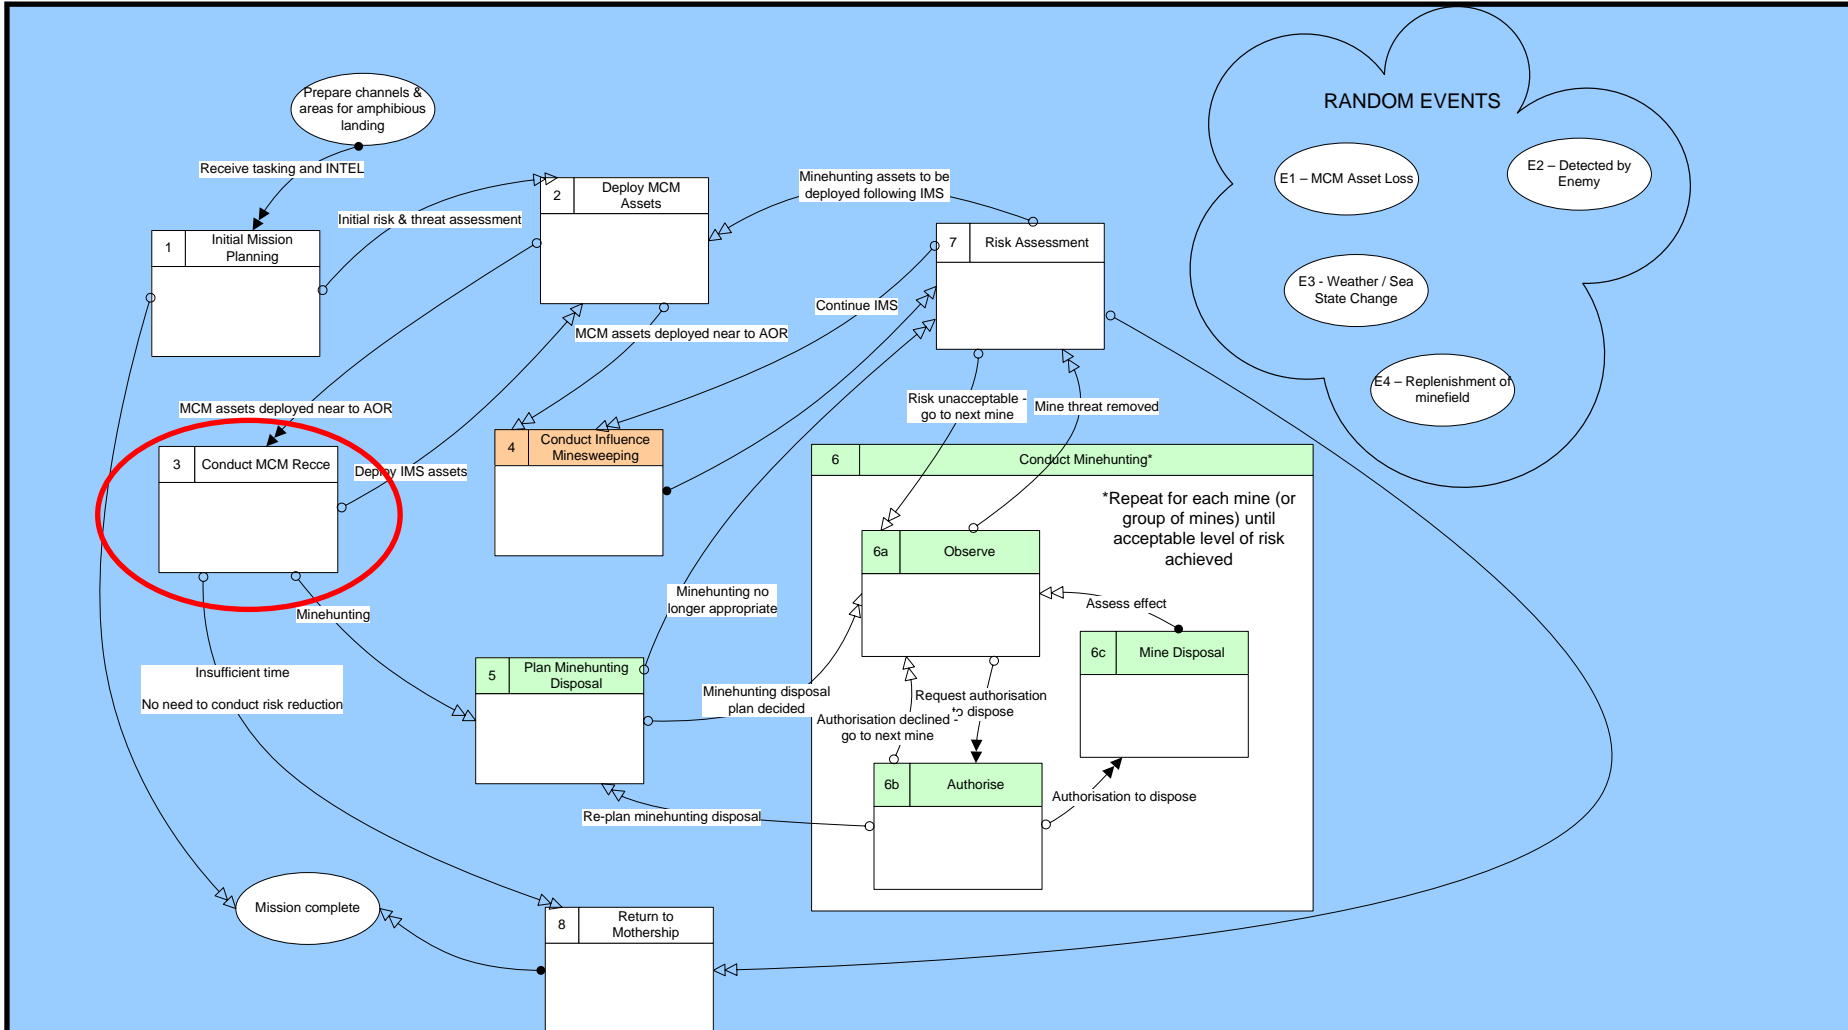 Prepare channels &
areas for amphibious
landing
RANDOM EVENTS
E1 – MCM Asset Loss
E2 – Detected by
Enemy
E3 - Weather / Sea
State Change
E4 – Replenishment of
minefield
Receive tasking and INTEL
Initial risk & threat assessment
1
Initial Mission
Planning
2
Deploy MCM
Assets
Minehunting assets to be
deployed following IMS
7
Risk Assessment
Continue IMS
MCM assets deployed near to AOR
MCM assets deployed near to AOR
3
Conduct MCM Recce
Deploy IMS assets
4
Conduct Influence
Minesweeping
Risk unacceptable -
go to next mine
Mine threat removed
6
Conduct Minehunting*
*Repeat for each mine (or
group of mines) until
acceptable level of risk
achieved
6a
Observe
Assess effect
6c
Mine Disposal
Minehunting
Minehunting no
longer appropriate
Insufficient time
No need to conduct risk reduction
5
Plan Minehunting
Disposal
Minehunting disposal
plan decided
Request authorisation
to dispose
Authorisation declined -
go to next mine
6b
Authorise
Authorisation to dispose
Re-plan minehunting disposal
Mission complete
8
Return to
Mothership